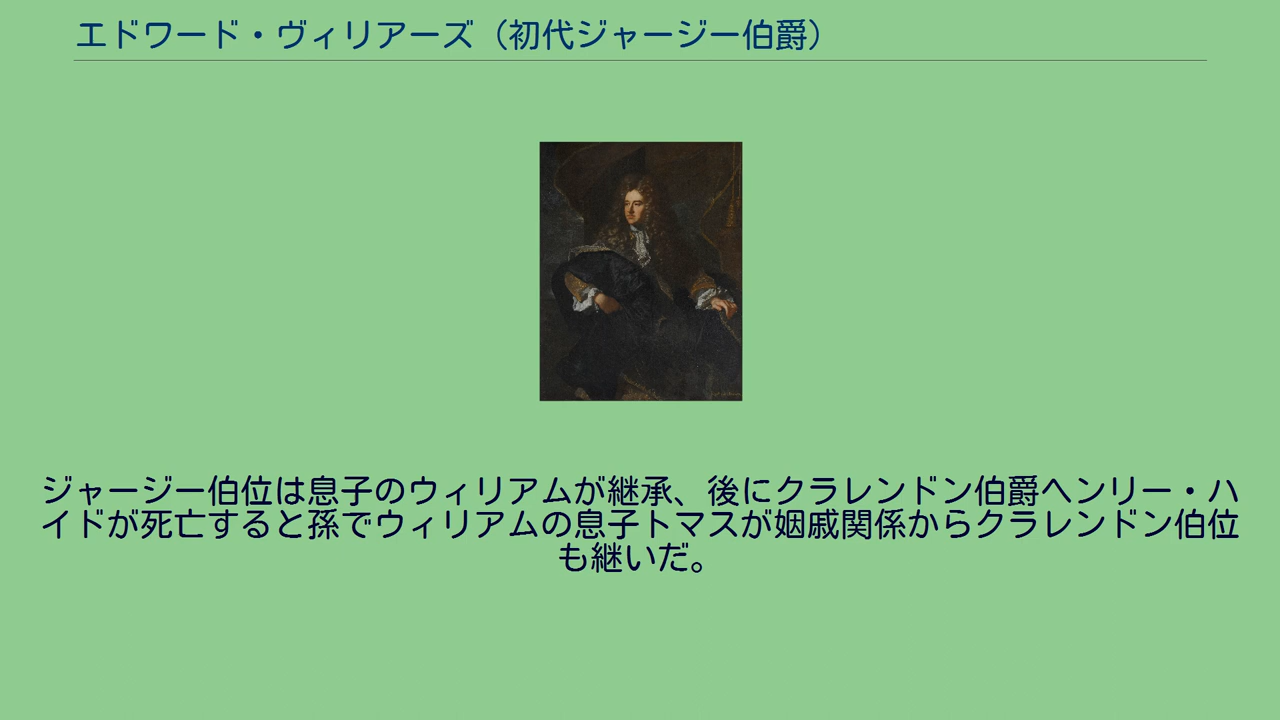 エドワード・ヴィリアーズ（初代ジャージー伯爵）
ジャージー伯位は息子のウィリアムが継承、後にクラレンドン伯爵ヘンリー・ハ
イドが死亡すると孫でウィリアムの息子トマスが姻戚関係からクラレンドン伯位
も継いだ。